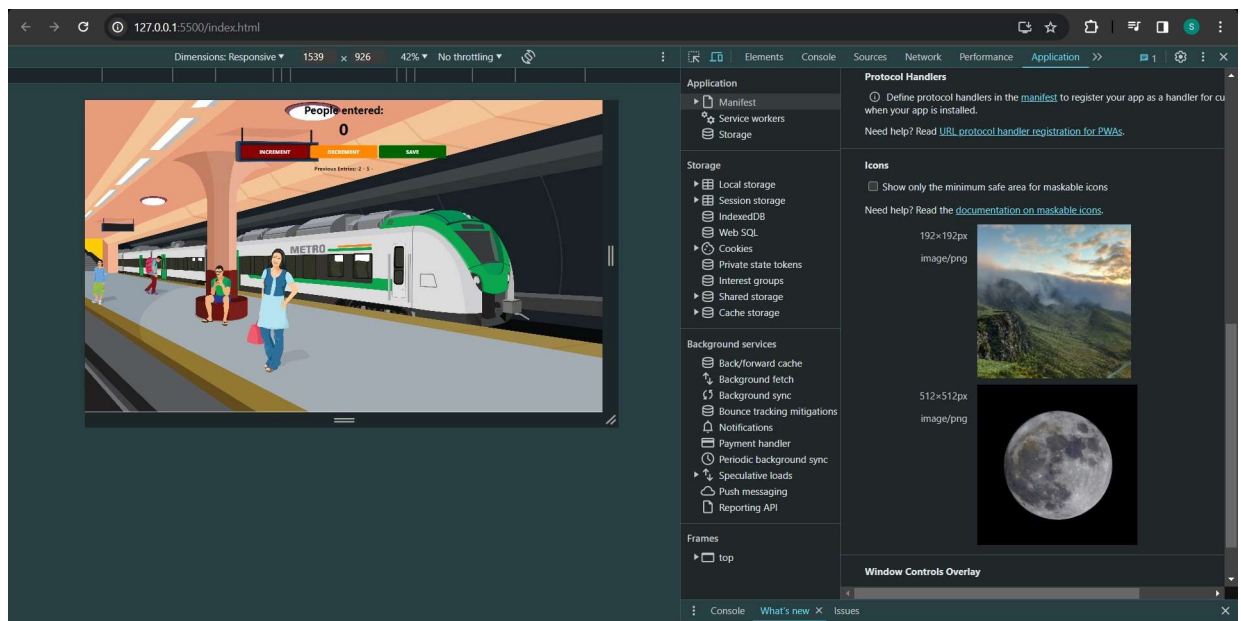 127.0.0.1:5500/index.html
S
Dimensions: Responsive 1539 x 926 42% No throttling
Elements Console Sources Network Performance Application 1
People entered:
0
INCREMENT DECREMENT SAVE
Previous Entries: 2 - 5 -
METRO
Application
Manifest
Service workers
Storage
Storage
Local storage
Session storage
IndexedDB
Web SQL
Cookies
Private state tokens
Interest groups
Shared storage
Cache storage
Background services
Back/forward cache
Background fetch
Background sync
Bounce tracking mitigations
Notifications
Payment handler
Periodic background sync
Speculative loads
Push messaging
Reporting API
Frames
top
Protocol Handlers
Define protocol handlers in the manifest to register your app as a handler for cu
when your app is installed.
Need help? Read URL protocol handler registration for PWAs.
Icons
Show only the minimum safe area for maskable icons
Need help? Read the documentation on maskable icons.
192×192px
image/png
512×512px
image/png
Window Controls Overlay
Console What's new Issues